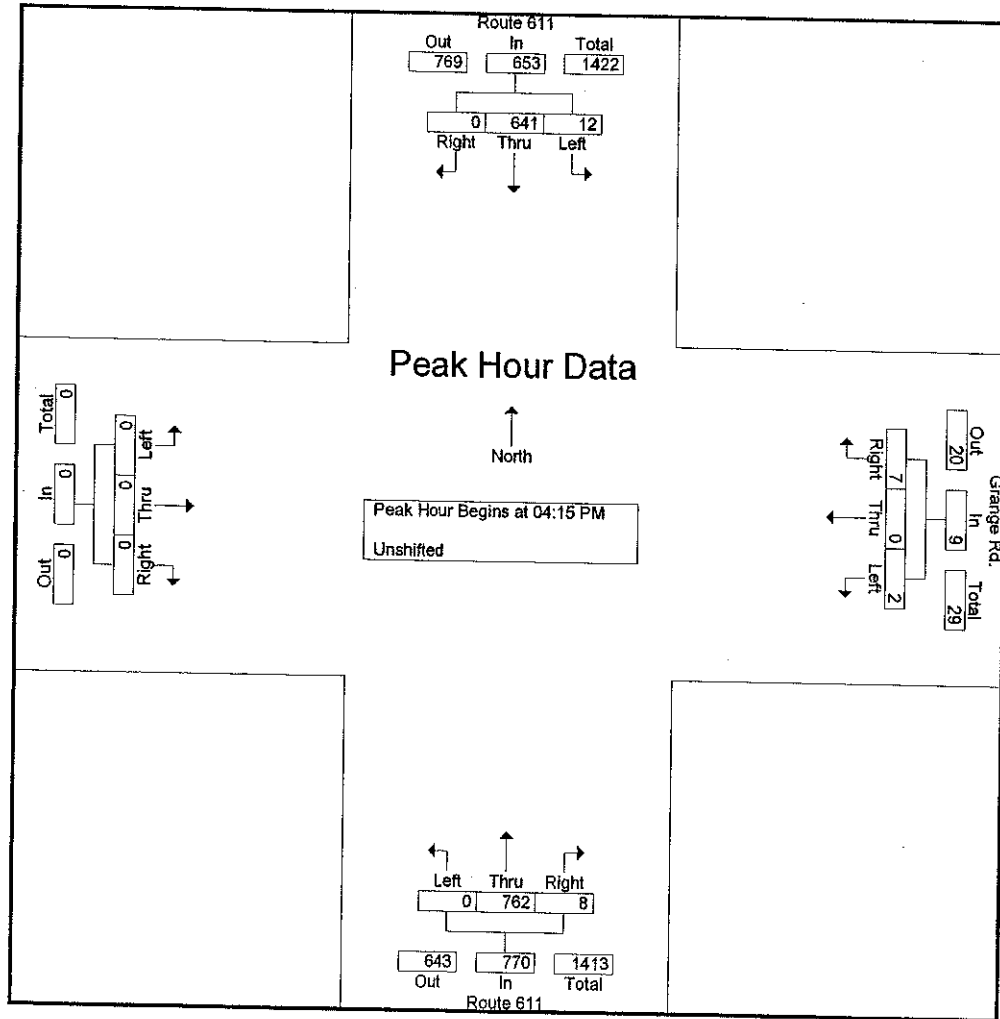 Route 611
Out In Total
769 653 1422
0 641 12
Right Thru Left
Peak Hour Data
North
Peak Hour Begins at 04:15 PM
Unshifted
Total In Out
0 0 0
0 0 0
Left Thru Right
Right Thru Left
7 0 2
Out In Total
20 9 29
Grange Rd.
Left Thru Right
0 762 8
643 770 1413
Out In Total
Route 611